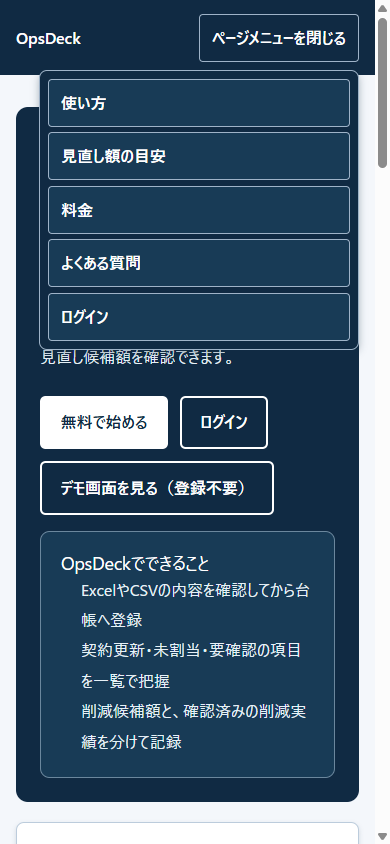 OpsDeck
ページメニューを閉じる
使い方
見直し額の目安
料金
よくある質問
ログイン
見直し候補額を確認できます。
無料で始める
ログイン
デモ画面を見る（登録不要）
OpsDeckでできること
ExcelやCSVの内容を確認してから台
帳へ登録
契約更新・未割当・要確認の項目
を一覧で把握
削減候補額と、確認済みの削減実
績を分けて記録